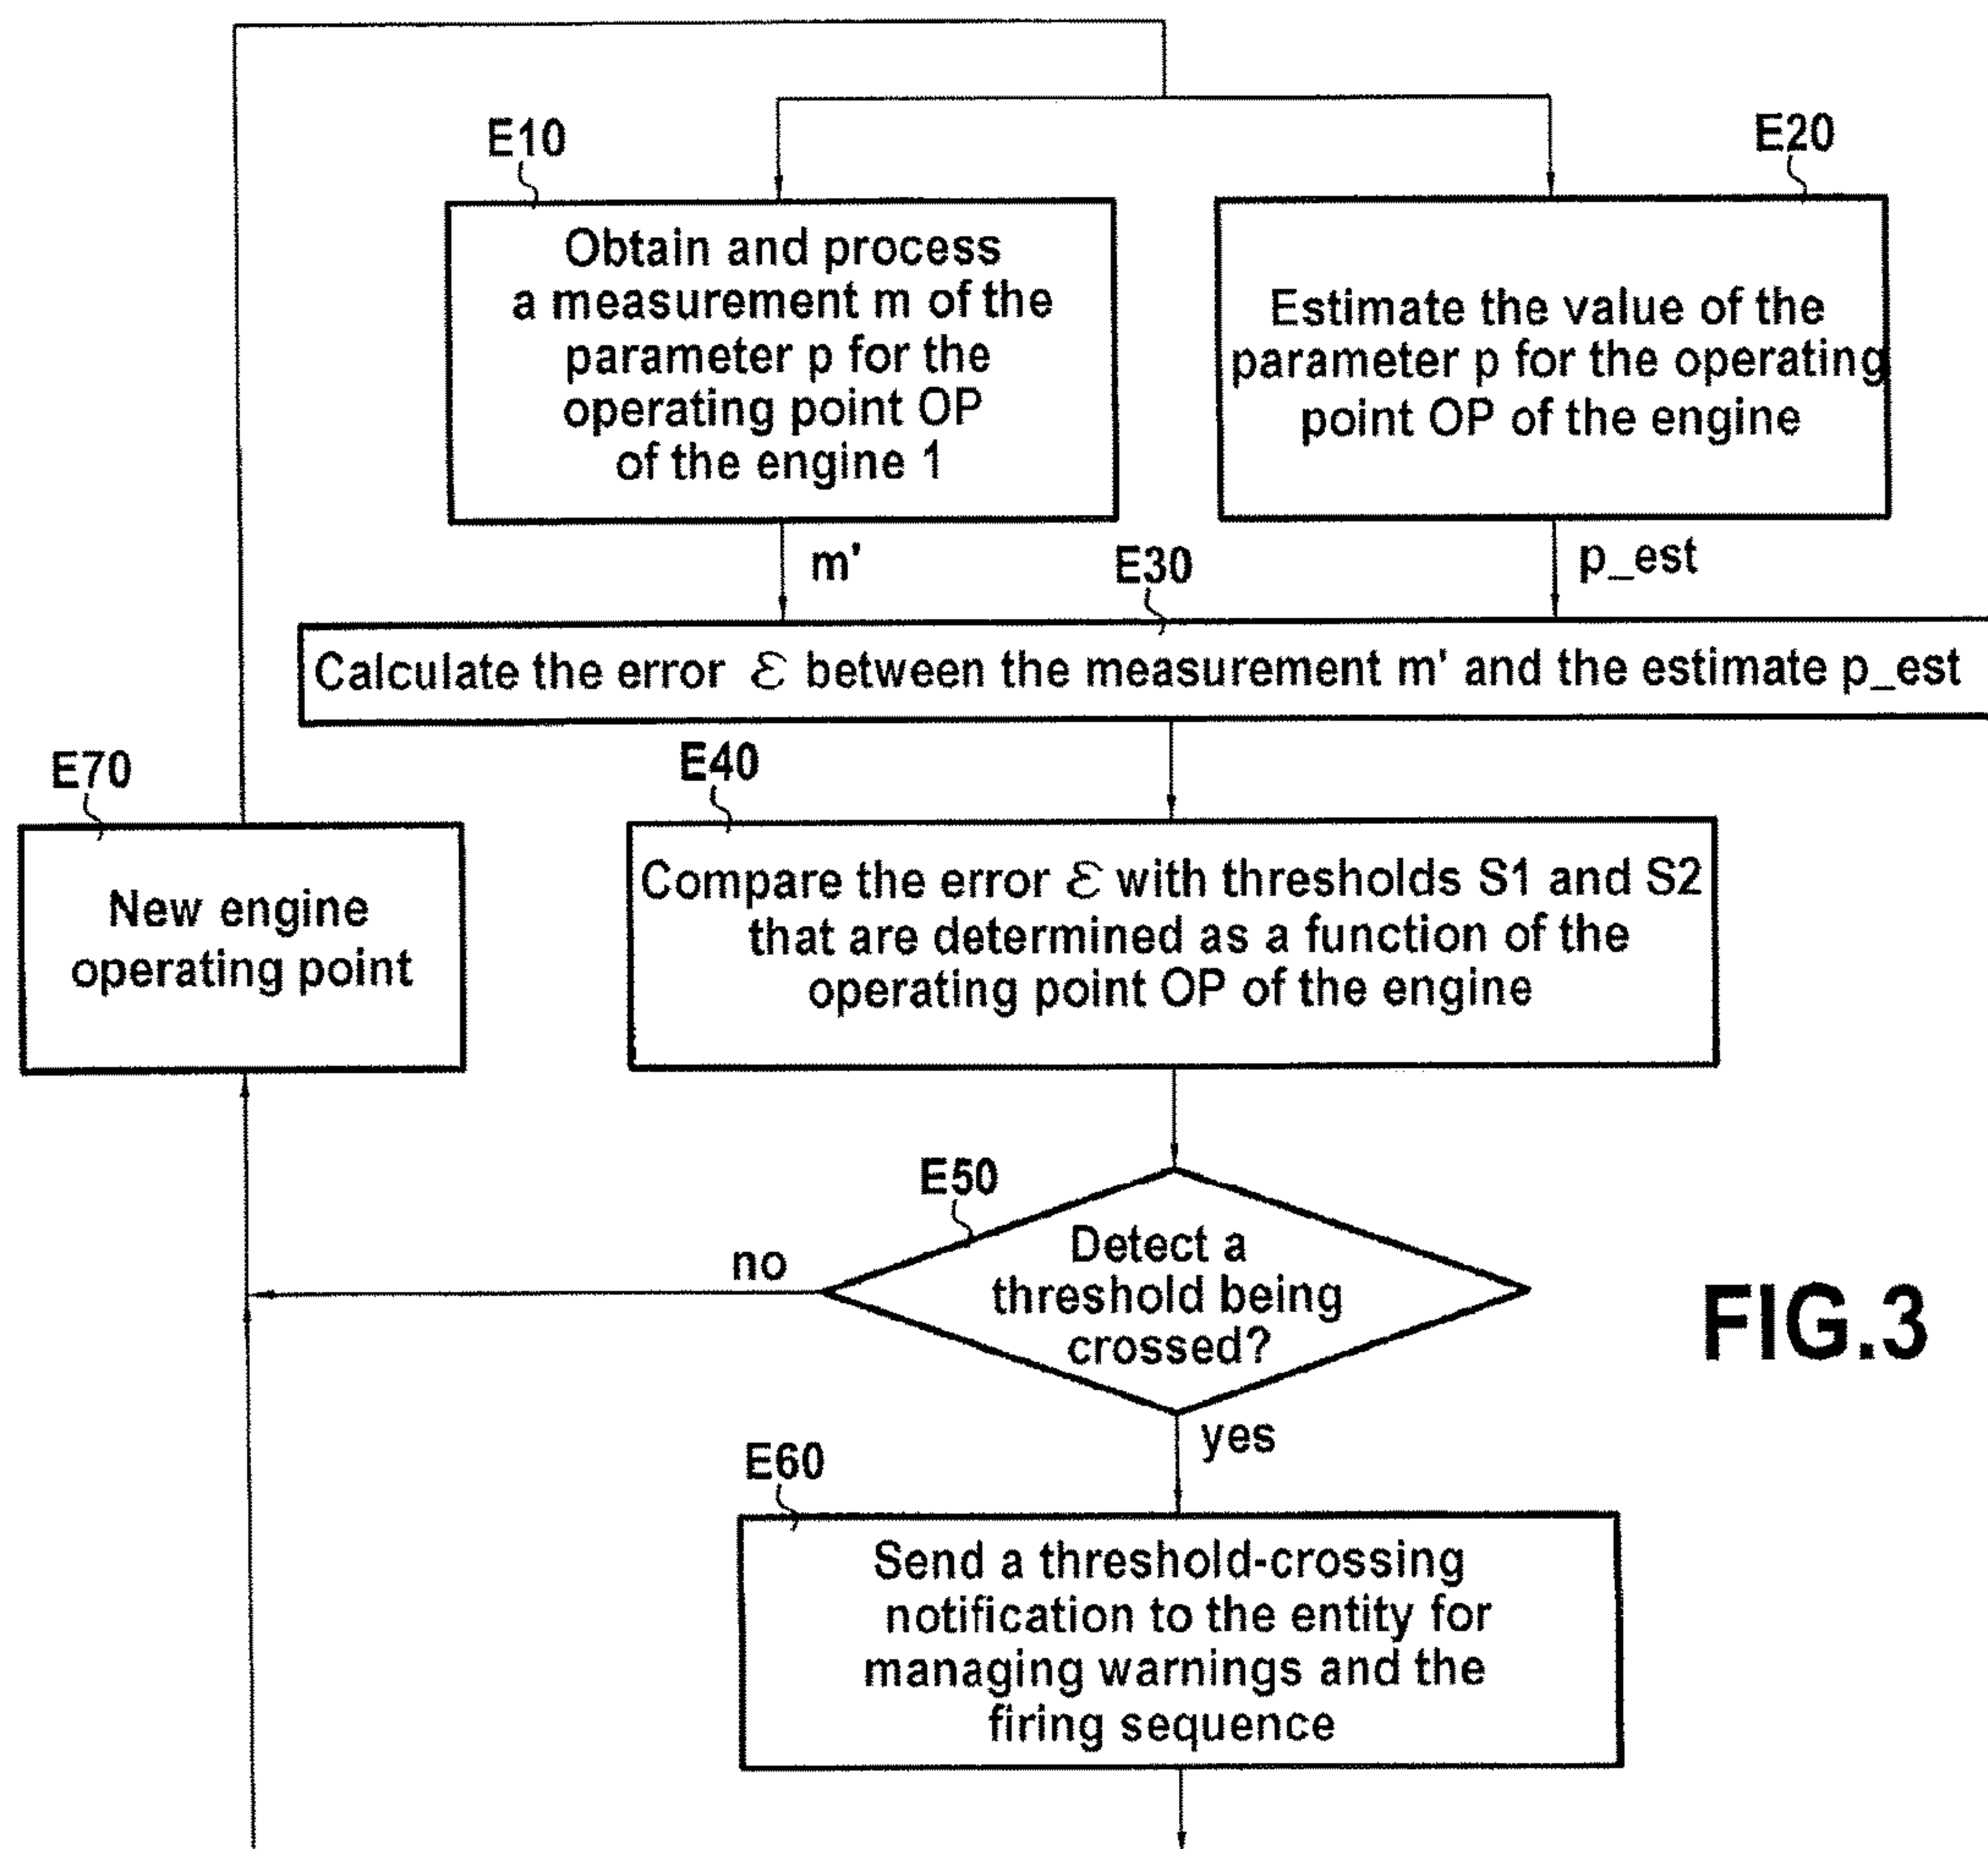 E10
E20
Obtain and process
a measurement m of the
parameter p for the
operating point OP
of the engine 1
Estimate the value of the
parameter p for the operating
point OP of the engine
m'
E30
p_est
Calculate the error ℰ between the measurement m' and the estimate p_est
E70
E40
New engine
operating point
Compare the error ℰ with thresholds S1 and S2
that are determined as a function of the
operating point OP of the engine
E50
no
Detect a
threshold being
crossed?
FIG.3
yes
E60
Send a threshold-crossing
notification to the entity for
managing warnings and the
firing sequence